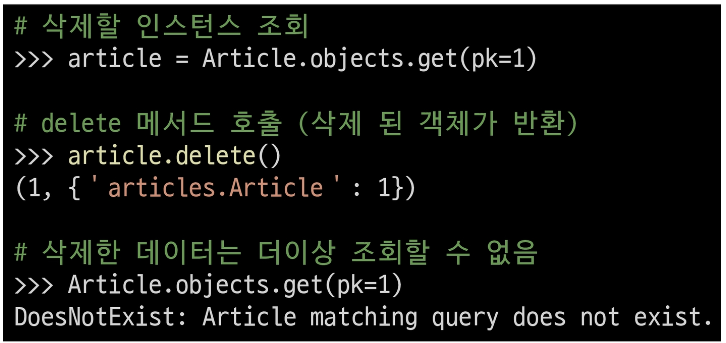 # 삭제할 인스턴스 조회
>>> article = Article.objects.get(pk=1)
# delete 메서드 호출 (삭제 된 객체가 반환)
>>> article.delete()
(1, {'articles.Article': 1})
# 삭제한 데이터는 더이상 조회할 수 없음
>>> Article.objects.get(pk=1)
DoesNotExist: Article matching query does not exist.